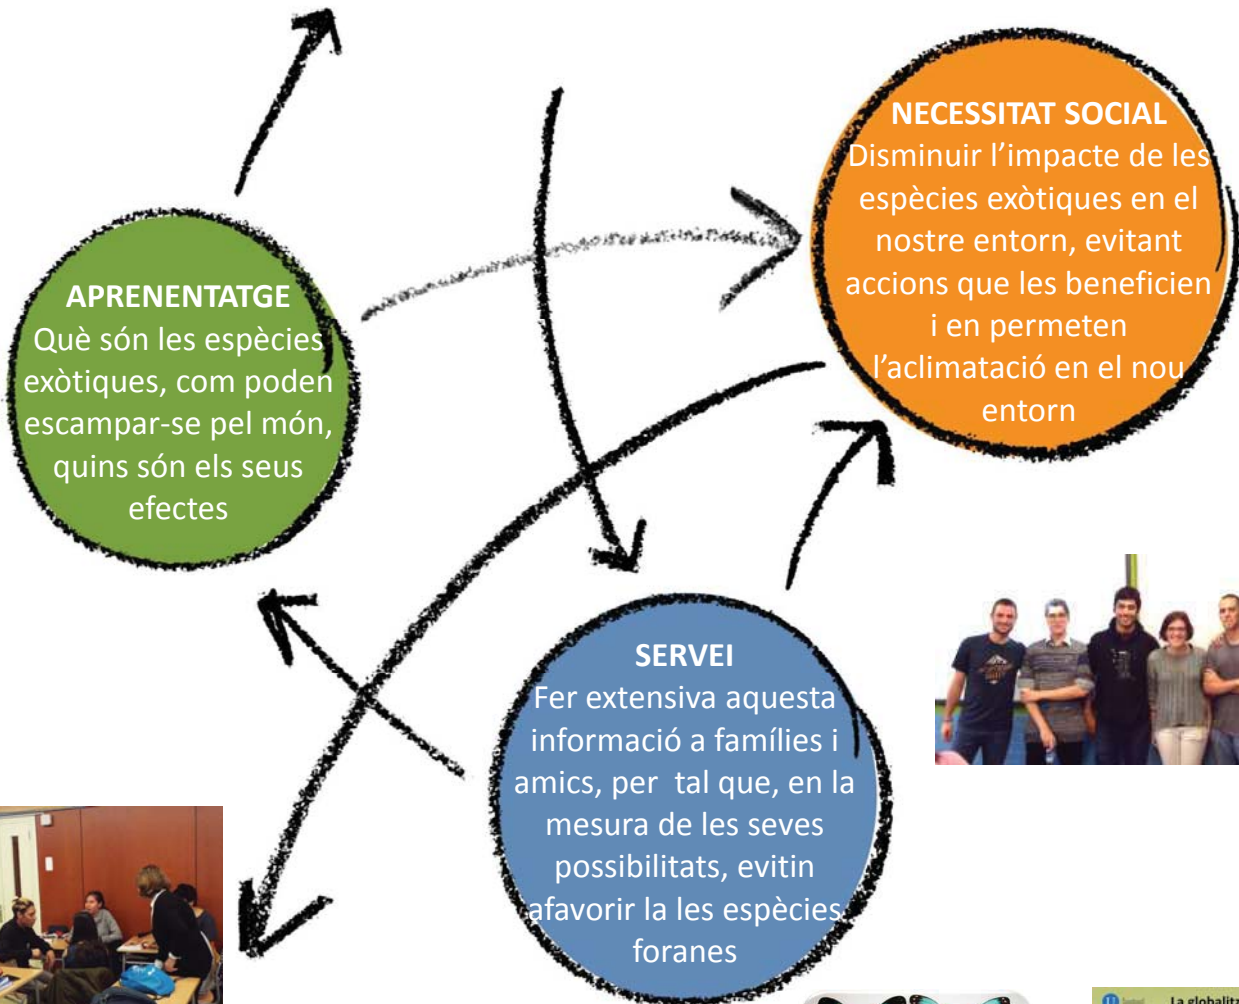 NECESSITAT SOCIAL
Disminuir l’impacte de les
espècies exòtiques en el
nostre entorn, evitant
accions que les beneficien
i en permeten
l’aclimatació en el nou
entorn
APRENENTATGE
Què són les espècies
exòtiques, com poden
escampar-se pel món,
quins són els seus
efectes
SERVEI
Fer extensiva aquesta
informació a famílies i
amics, per tal que, en la
mesura de les seves
possibilitats, evitin
afavorir la les espècies
foranes
La globalita